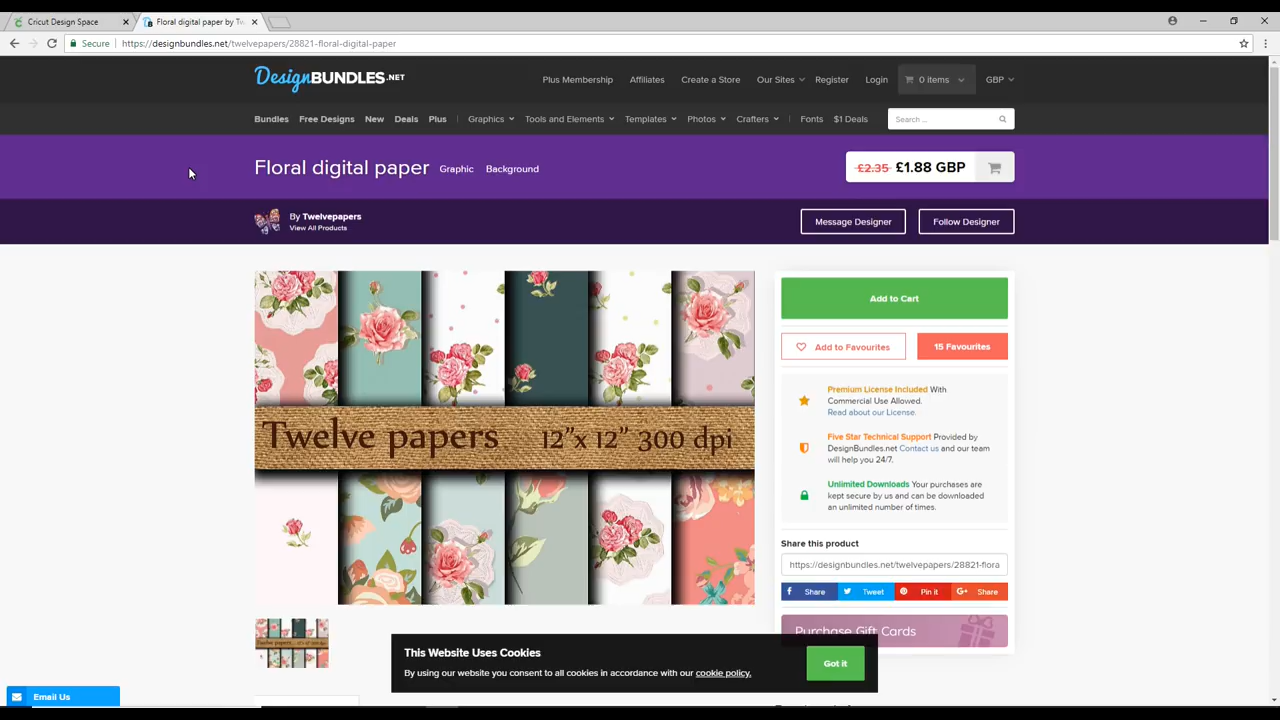 Cricut Design Space
Floral digital paper by Tw
Secure
https://designbundles.net/twelvepapers/28821-floral-digital-paper
DesignBUNDLES.NET
Plus Membership Affiliates Create a Store Our Sites Register Login 0 items GBP
Bundles Free Designs New Deals Plus Graphics Tools and Elements Templates Photos Crafters Fonts $1 Deals Search ...
Floral digital paper Graphic Background
£2.35 £1.88 GBP
By Twelvepapers
View All Products
Message Designer Follow Designer
Twelve papers 12"x 12" 300 dpi
Add to Cart
Add to Favourites 15 Favourites
Premium License Included With
Commercial Use Allowed.
Read about our License.
Five Star Technical Support Provided by
DesignBundles.net Contact us and our team
will help you 24/7.
Unlimited Downloads Your purchases are
kept secure by us and can be downloaded
an unlimited number of times.
Share this product
https://designbundles.net/twelvepapers/28821-flora
Share Tweet Pin it Share
Purchase Gift Cards
This Website Uses Cookies
By using our website you consent to all cookies in accordance with our cookie policy.
Got it
Email Us